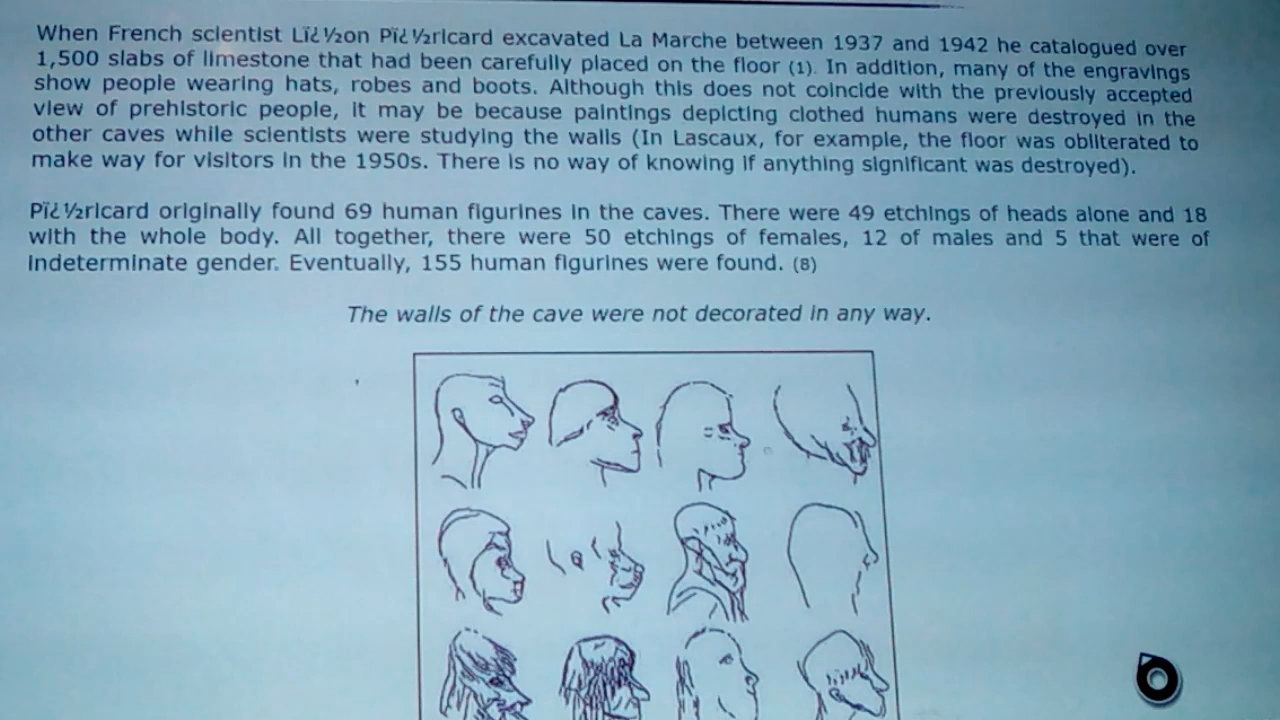 When French scientist Lï¿½on Pï¿½ricard excavated La Marche between 1937 and 1942 he catalogued over
1,500 slabs of limestone that had been carefully placed on the floor (1). In addition, many of the engravings
show people wearing hats, robes and boots. Although this does not coincide with the previously accepted
view of prehistoric people, it may be because paintings depicting clothed humans were destroyed in the
other caves while scientists were studying the walls (In Lascaux, for example, the floor was obliterated to
make way for visitors in the 1950s. There is no way of knowing if anything significant was destroyed).
Pï¿½ricard originally found 69 human figurines in the caves. There were 49 etchings of heads alone and 18
with the whole body. All together, there were 50 etchings of females, 12 of males and 5 that were of
indeterminate gender. Eventually, 155 human figurines were found. (8)
The walls of the cave were not decorated in any way.